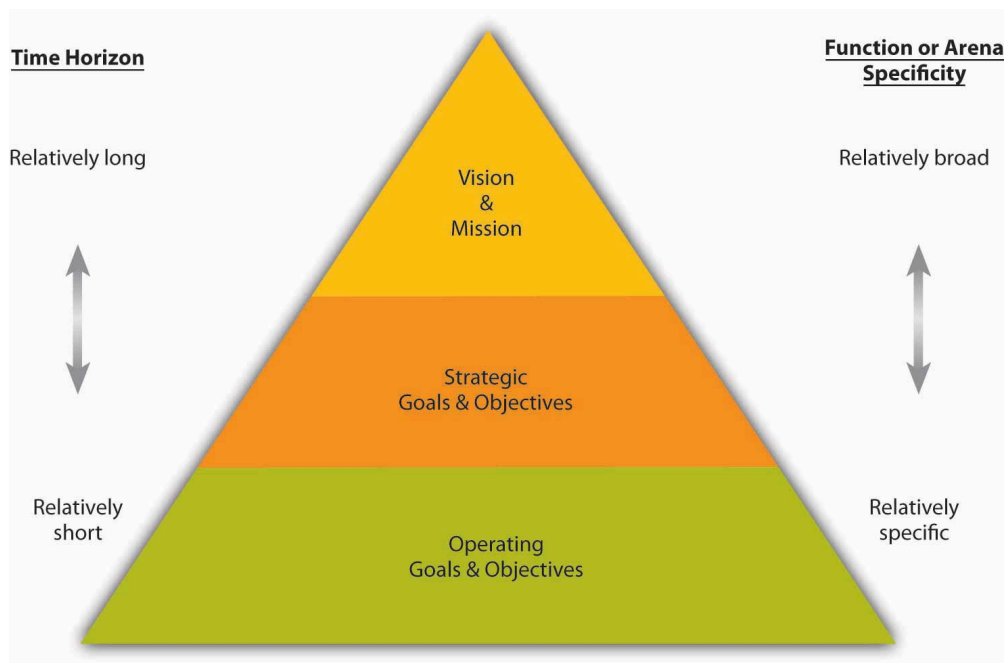 Time Horizon
Function or Arena
Specificity
Relatively long
Relatively broad
Vision
&
Mission
Strategic
Goals & Objectives
Relatively
short
Relatively
specific
Operating
Goals & Objectives